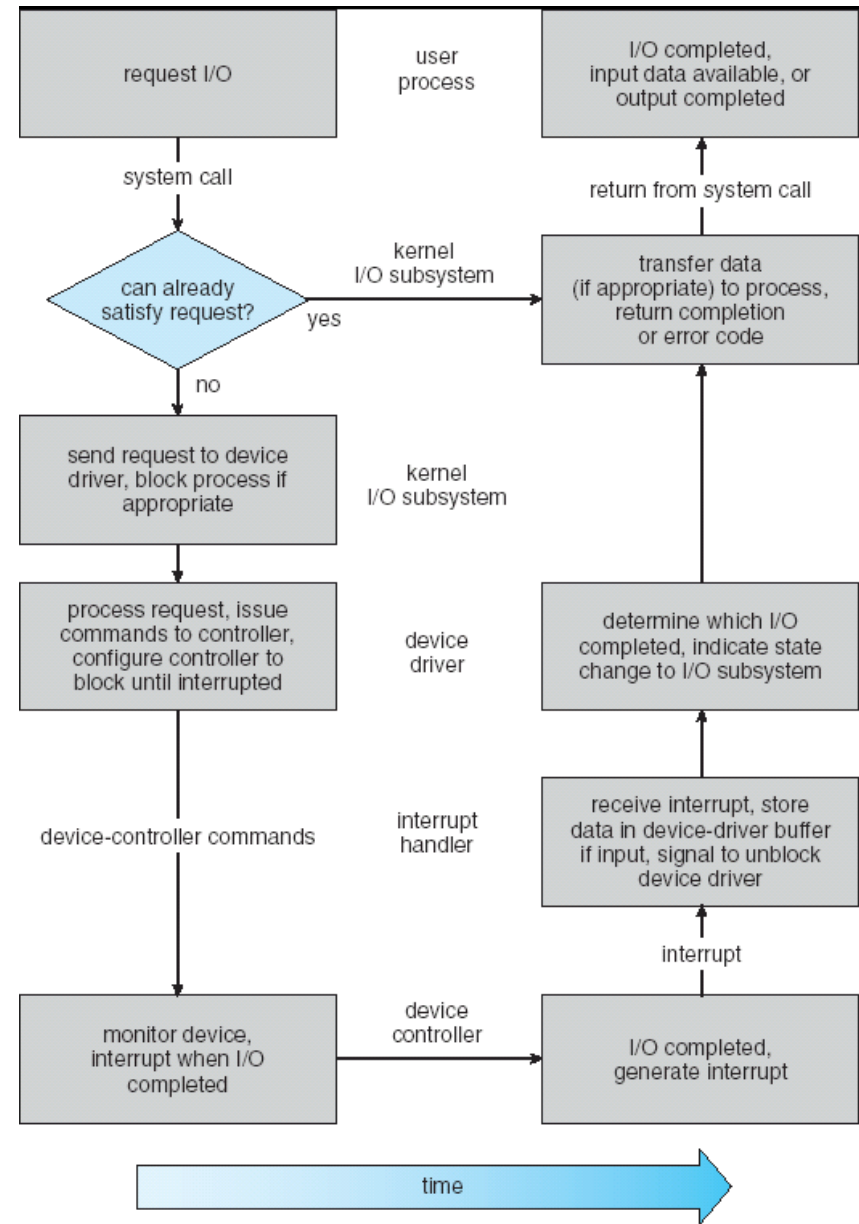 request I/O
user
process
I/O completed,
input data available, or
output completed
system call
return from system call
can already
satisfy request?
yes
kernel
I/O subsystem
transfer data
(if appropriate) to process,
return completion
or error code
no
send request to device
driver, block process if
appropriate
kernel
I/O subsystem
process request, issue
commands to controller,
configure controller to
block until interrupted
device
driver
determine which I/O
completed, indicate state
change to I/O subsystem
device-controller commands
interrupt
handler
receive interrupt, store
data in device-driver buffer
if input, signal to unblock
device driver
interrupt
monitor device,
interrupt when I/O
completed
device
controller
I/O completed,
generate interrupt
time